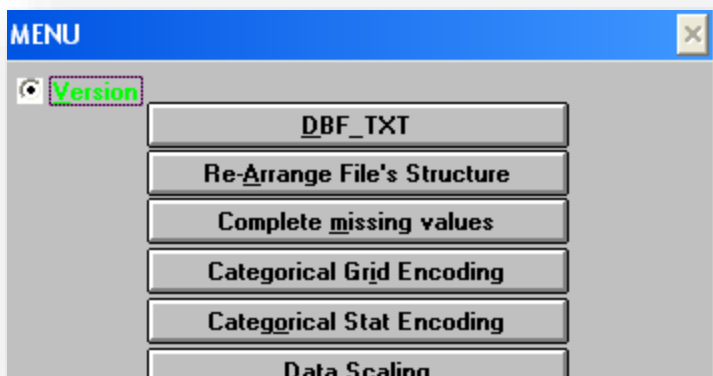 MENU
Version
DBF_TXT
Re-Arrange File's Structure
Complete missing values
Categorical Grid Encoding
Categorical Stat Encoding
Data Scaling